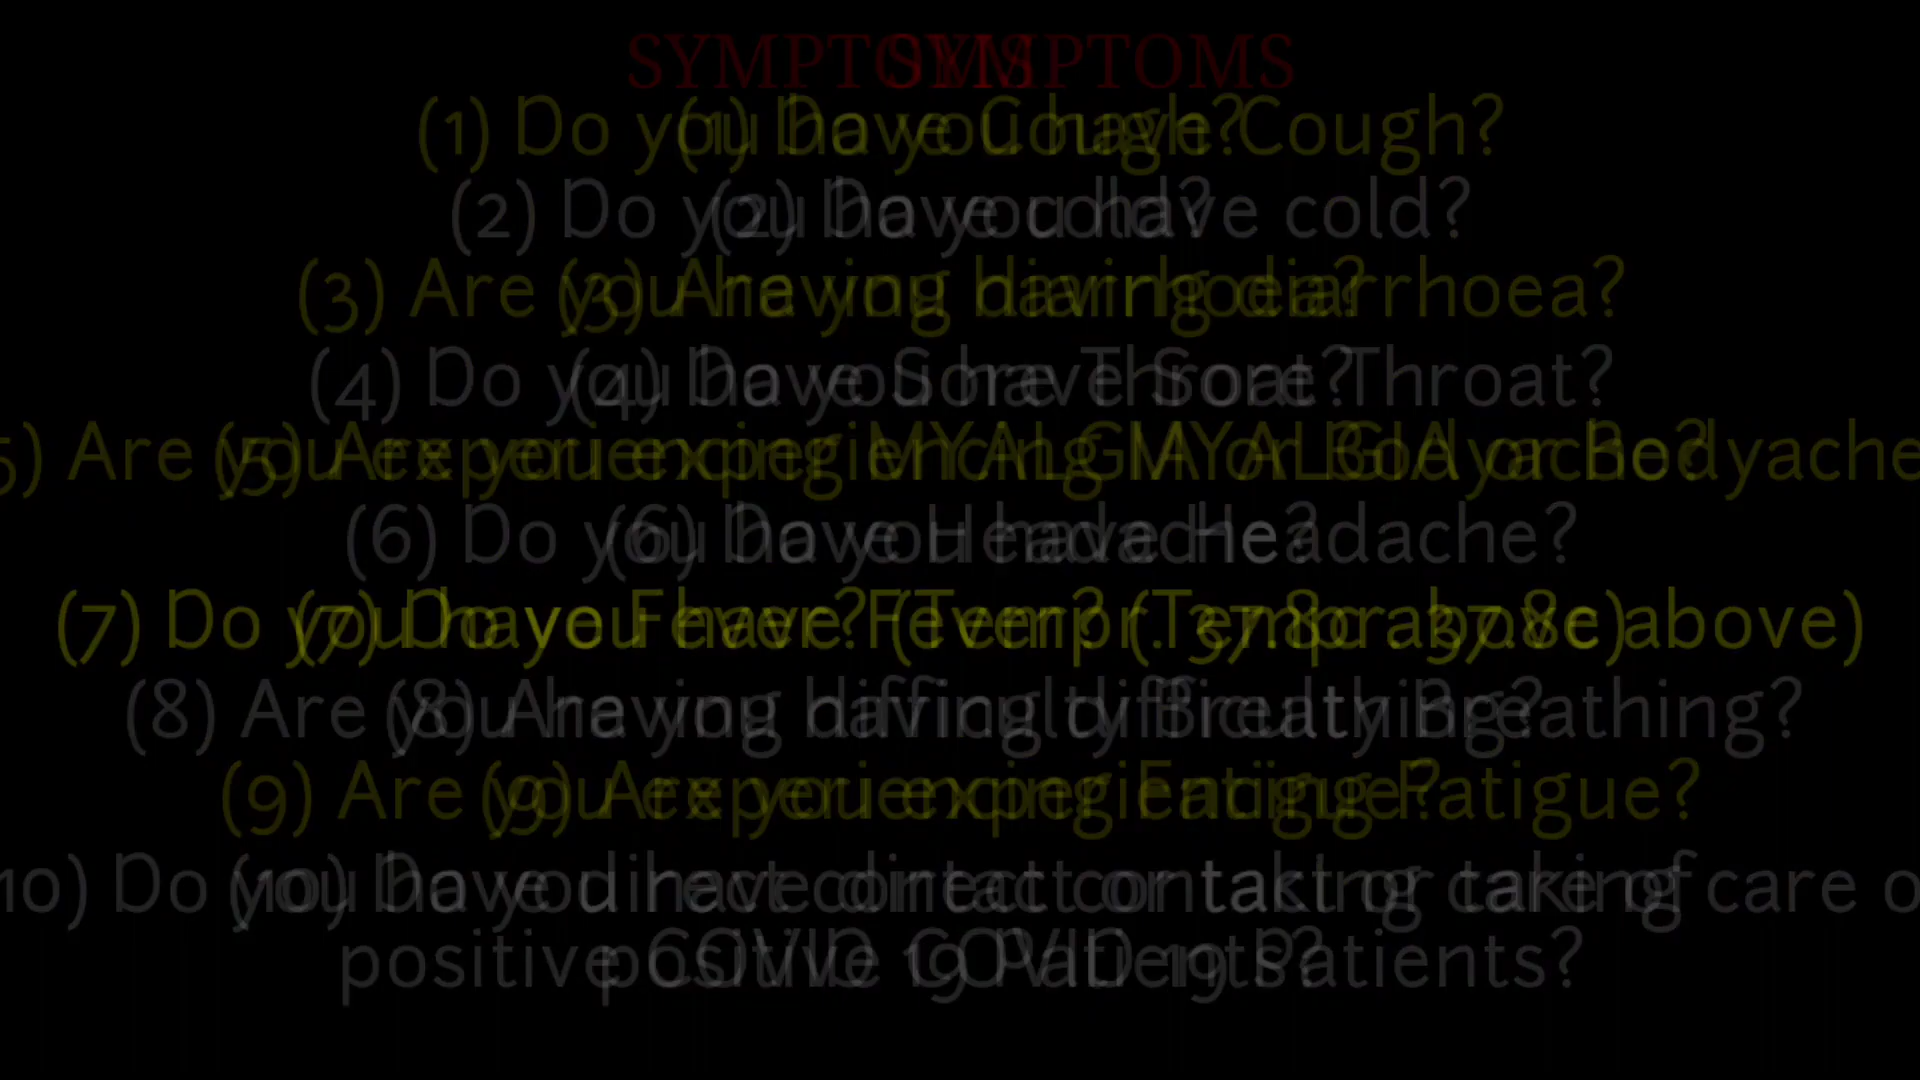 SYMPTOMS
(1) Do you have Cough?
(2) Do you have cold?
(3) Are you having diarrhoea?
(4) Do you have Sore Throat?
(5) Are you experiencing MYALGIA or Bodyache?
(6) Do you have Headache?
(7) Do you have Fever? (Tempr. 37.8c above)
(8) Are you having difficulty Breathing?
(9) Are you experiencing Fatigue?
(10) Do you have direct contact or taking care of
positive COVID 19 Patients?